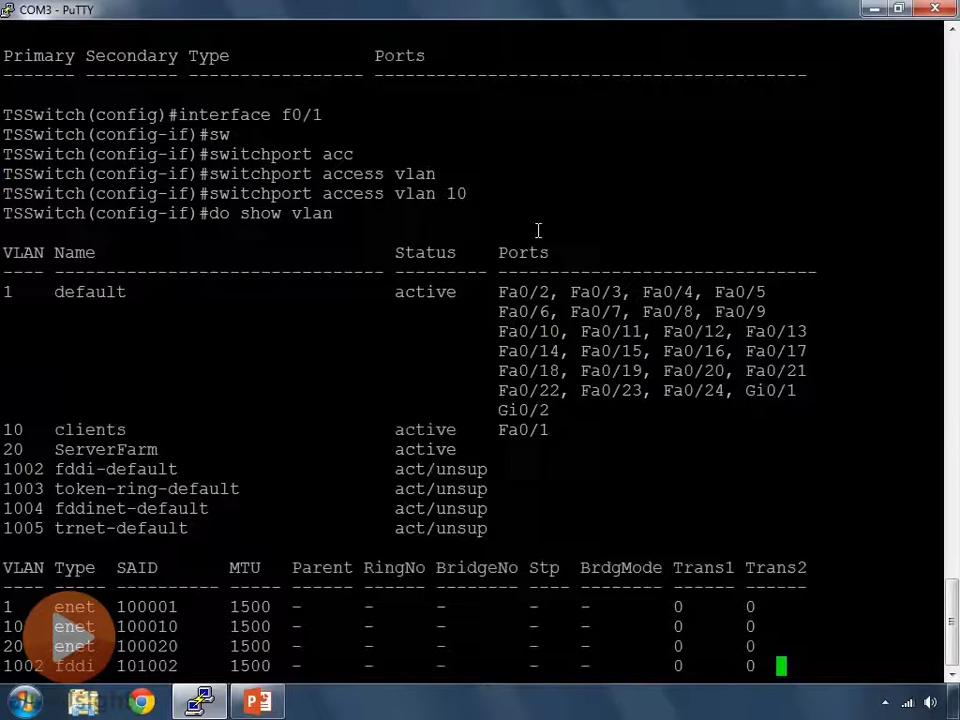 COM3 - PuTTY
Primary Secondary Type              Ports
------- --------- ----------------- ------------------------------------------
TSSwitch(config)#interface f0/1
TSSwitch(config-if)#sw
TSSwitch(config-if)#switchport acc
TSSwitch(config-if)#switchport access vlan
TSSwitch(config-if)#switchport access vlan 10
TSSwitch(config-if)#do show vlan
VLAN Name                             Status    Ports
---- -------------------------------- --------- -------------------------------
1    default                          active    Fa0/2, Fa0/3, Fa0/4, Fa0/5
                                                Fa0/6, Fa0/7, Fa0/8, Fa0/9
                                                Fa0/10, Fa0/11, Fa0/12, Fa0/13
                                                Fa0/14, Fa0/15, Fa0/16, Fa0/17
                                                Fa0/18, Fa0/19, Fa0/20, Fa0/21
                                                Fa0/22, Fa0/23, Fa0/24, Gi0/1
                                                Gi0/2
10   clients                          active    Fa0/1
20   ServerFarm                       active
1002 fddi-default                     act/unsup
1003 token-ring-default               act/unsup
1004 fddinet-default                  act/unsup
1005 trnet-default                    act/unsup
VLAN Type  SAID       MTU   Parent RingNo BridgeNo Stp  BrdgMode Trans1 Trans2
---- ----- ---------- ----- ------ ------ -------- ---- -------- ------ ------
1    enet  100001     1500  -      -      -        -    -        0      0
10   enet  100010     1500  -      -      -        -    -        0      0
20   enet  100020     1500  -      -      -        -    -        0      0
1002 fddi  101002     1500  -      -      -        -    -        0      0